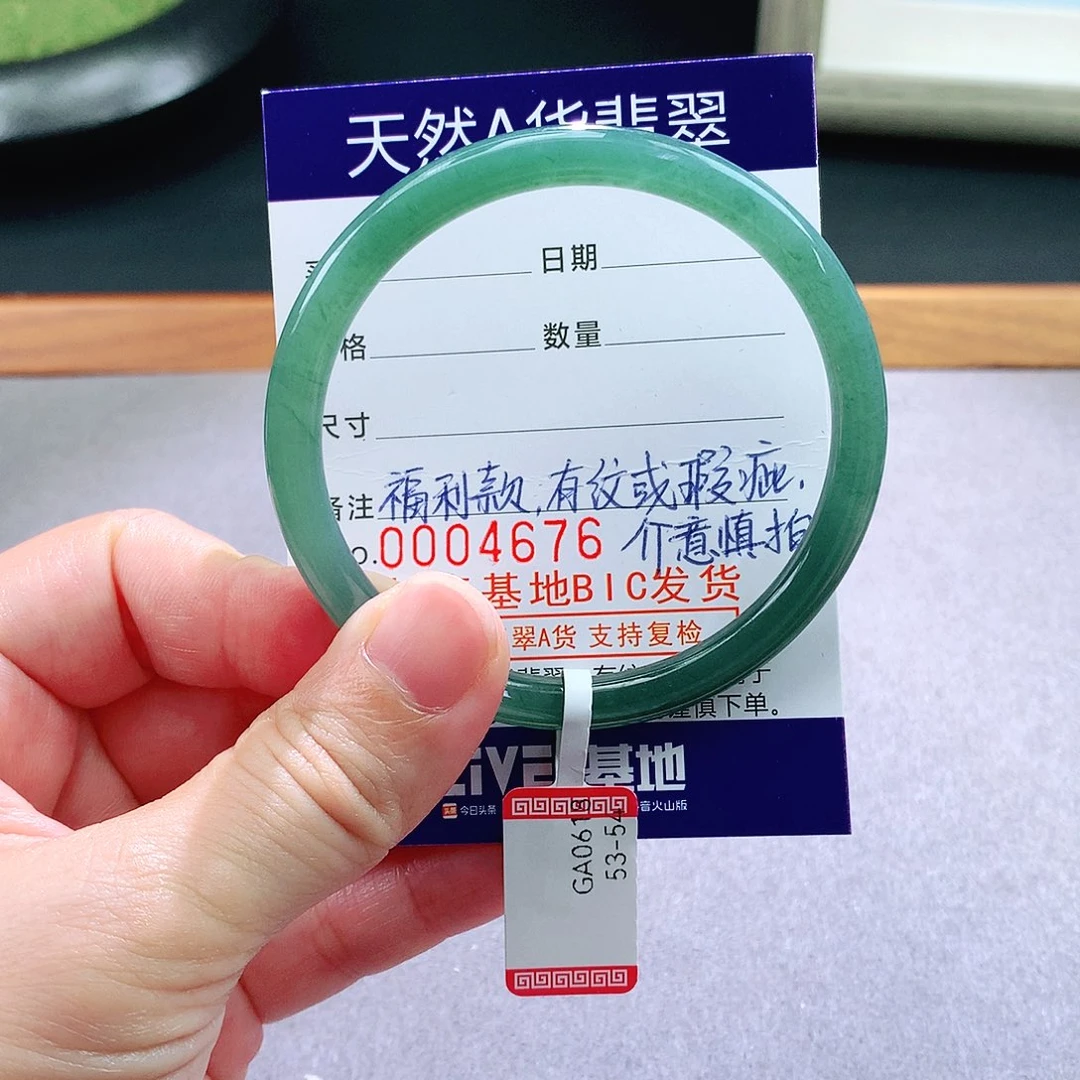 天然A货翡翠
日期
格
数量
尺寸
备注 福利款,有纹或瑕疵.
介意慎拍
No.0004676
基地BIC发货
翠A货 支持复检
谨慎下单。
Live 基地
今日头条
音火山版
GA061
53-54